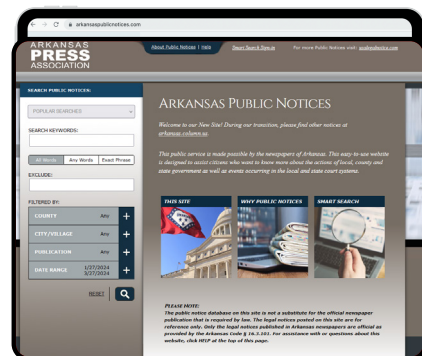 arkansaspublicnotices.com
ARKANSAS
PRESS
ASSOCIATION
About Public Notices | Help
Smart Search Sign-in
For more Public Notices visit:
SEARCH PUBLIC NOTICES:
POPULAR SEARCHES
SEARCH KEYWORDS:
All Words
Any Words
Exact Phrase
EXCLUDE:
FILTERED BY:
COUNTY Any +
CITY/VILLAGE Any +
PUBLICATION Any +
DATE RANGE 1/27/2024 +
3/27/2024
RESET
ARKANSAS PUBLIC NOTICES
Welcome to our New Site! During our transition, please find other notices at
arkansas.column.us.
This public service is made possible by the newspapers of Arkansas. This easy-to-use website
is designed to assist citizens who want to know more about the actions of local, county and
state government as well as events occurring in the local and state court systems.
THIS SITE
WHY PUBLIC NOTICES
SMART SEARCH
PLEASE NOTE:
The public notice database on this site is not a substitute for the official newspaper
publication that is required by law. The legal notices posted on this site are for
reference only. Only the legal notices published in Arkansas newspapers are official as
provided by the Arkansas Code § 16.3.101. For assistance with or questions about this
website, click HELP at the top of this page.